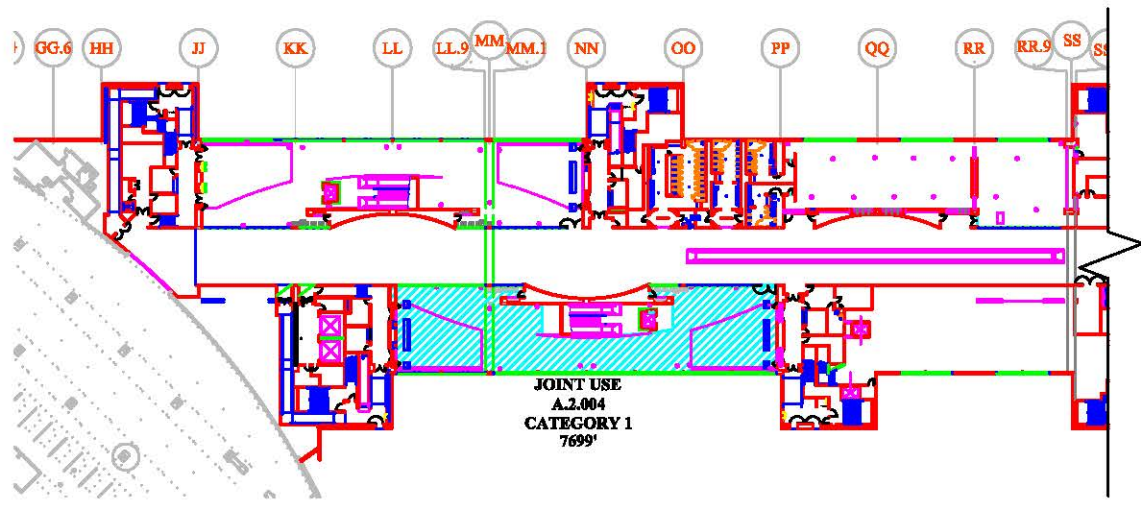 GG.6
HH
JJ
KK
LL
LL.9
MM
MM.1
NN
OO
PP
QQ
RR
RR.9
SS
JOINT USE
A.2.004
CATEGORY 1
7699'